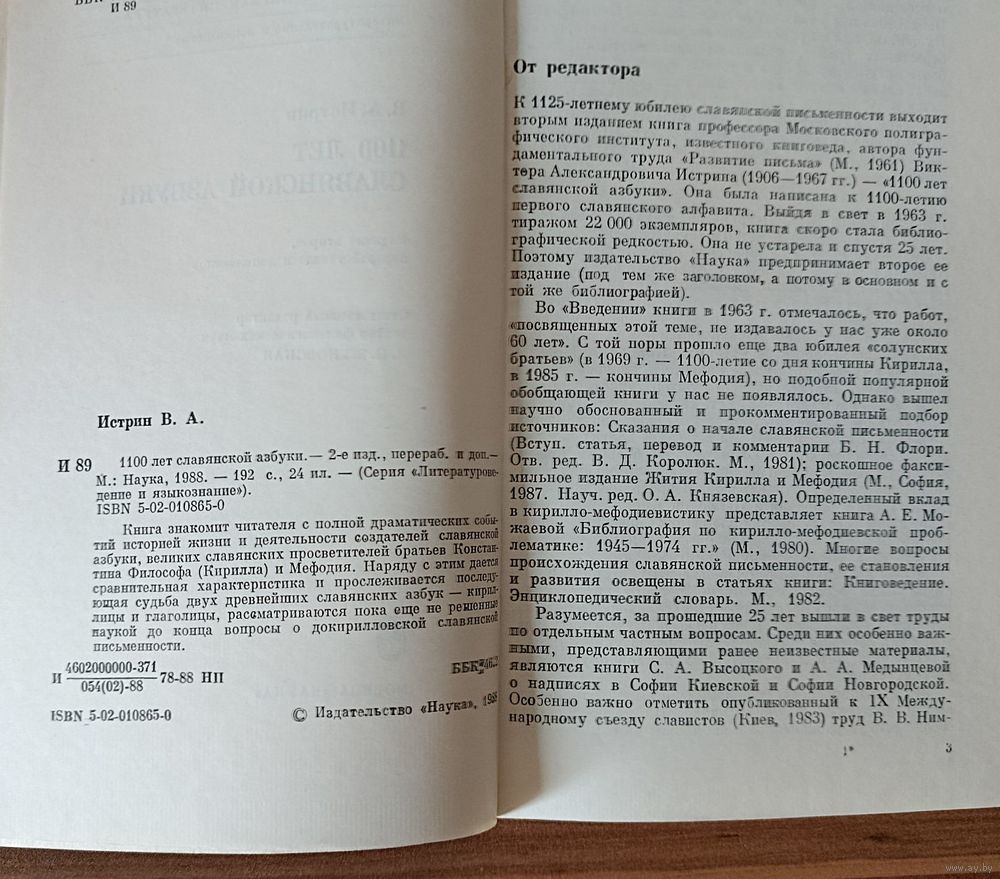 ББК
И 89
Истрин В. А.
И 89
1100 лет славянской азбуки.— 2-е изд., перераб. и доп.—
М.: Наука, 1988. — 192 с., 24 ил. — (Серия «Литературове-
дение и языкознание»).
ISBN 5-02-010865-0
Книга знакомит читателя с полной драматических собы-
тий историей жизни и деятельности создателей славянской
азбуки, великих славянских просветителей братьев Констан-
тина Философа (Кирилла) и Мефодия. Наряду с этим дается
сравнительная характеристика и прослеживается последу-
ющая судьба двух древнейших славянских азбук — кирил-
лицы и глаголицы, рассматриваются пока еще не решенные
наукой до конца вопросы о докирилловской славянской
письменности.
И 4602000000-371
054(02)-88 78-88 НП
ББК 46.2
ISBN 5-02-010865-0
© Издательство «Наука», 1988
От редактора
К 1125-летнему юбилею славянской письменности выходит
вторым изданием книга профессора Московского полигра-
фического института, известного книговеда, автора фун-
даментального труда «Развитие письма» (М., 1961) Вик-
тора Александровича Истрина (1906—1967 гг.) — «1100 лет
славянской азбуки». Она была написана к 1100-летию
первого славянского алфавита. Выйдя в свет в 1963 г.
тиражом 22 000 экземпляров, книга скоро стала библио-
графической редкостью. Она не устарела и спустя 25 лет.
Поэтому издательство «Наука» предпринимает второе ее
издание (под тем же заголовком, а потому в основном и с
той же библиографией).
Во «Введении» книги в 1963 г. отмечалось, что работ,
«посвященных этой теме, не издавалось у нас уже около
60 лет». С той поры прошло еще два юбилея «солунских
братьев» (в 1969 г. — 1100-летие со дня кончины Кирилла,
в 1985 г. — кончины Мефодия), но подобной популярной
обобщающей книги у нас не появлялось. Однако вышел
научно обоснованный и прокомментированный подбор
источников: Сказания о начале славянской письменности
(Вступ. статья, перевод и комментарии Б. Н. Флори.
Отв. ред. В. Д. Королюк. М., 1981); роскошное факси-
мильное издание Жития Кирилла и Мефодия (М., София,
1987. Науч. ред. О. А. Князевская). Определенный вклад
в кирилло-мефодиевистику представляет книга А. Е. Мо-
жаевой «Библиография по кирилло-мефодиевской проб-
лематике: 1945—1974 гг.» (М., 1980). Многие вопросы
происхождения славянской письменности, ее становления
и развития освещены в статьях книги: Книговедение.
Энциклопедический словарь. М., 1982.
Разумеется, за прошедшие 25 лет вышли в свет труды
по отдельным частным вопросам. Среди них особенно важ-
ными, представляющими ранее неизвестные материалы,
являются книги С. А. Высоцкого и А. А. Медынцевой
о надписях в Софии Киевской и Софии Новгородской.
Особенно важно отметить опубликованный к IX Между-
народному съезду славистов (Киев, 1983) труд В. В. Ним-
1*
3
www.ay.by